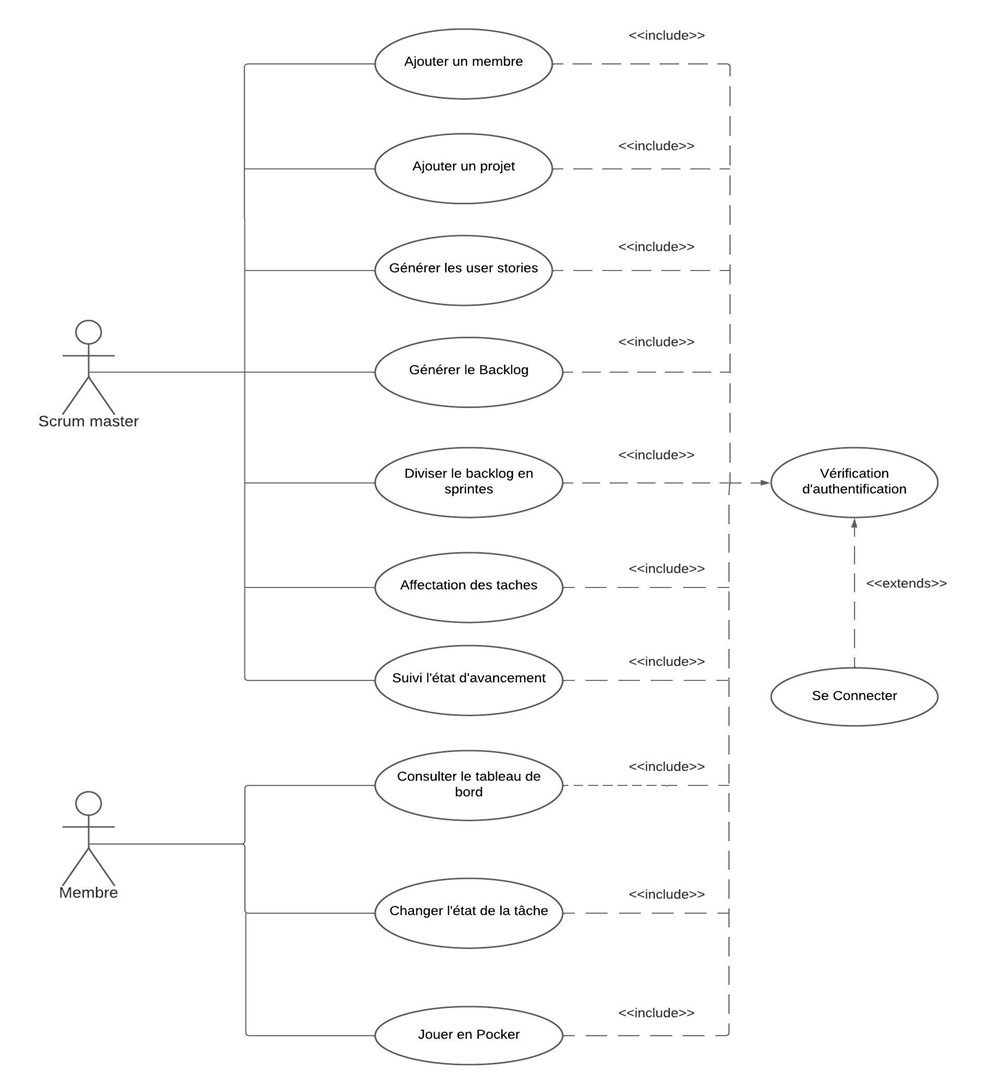 <<include>>
Ajouter un membre
<<include>>
Ajouter un projet
<<include>>
Générer les user stories
<<include>>
Générer le Backlog
Scrum master
<<include>>
Diviser le backlog en
sprintes
Vérification
d'authentification
<<include>>
Affectation des taches
<<extends>>
<<include>>
Suivi l'état d'avancement
Se Connecter
<<include>>
Consulter le tableau de
bord
Membre
<<include>>
Changer l'état de la tâche
<<include>>
Jouer en Pocker